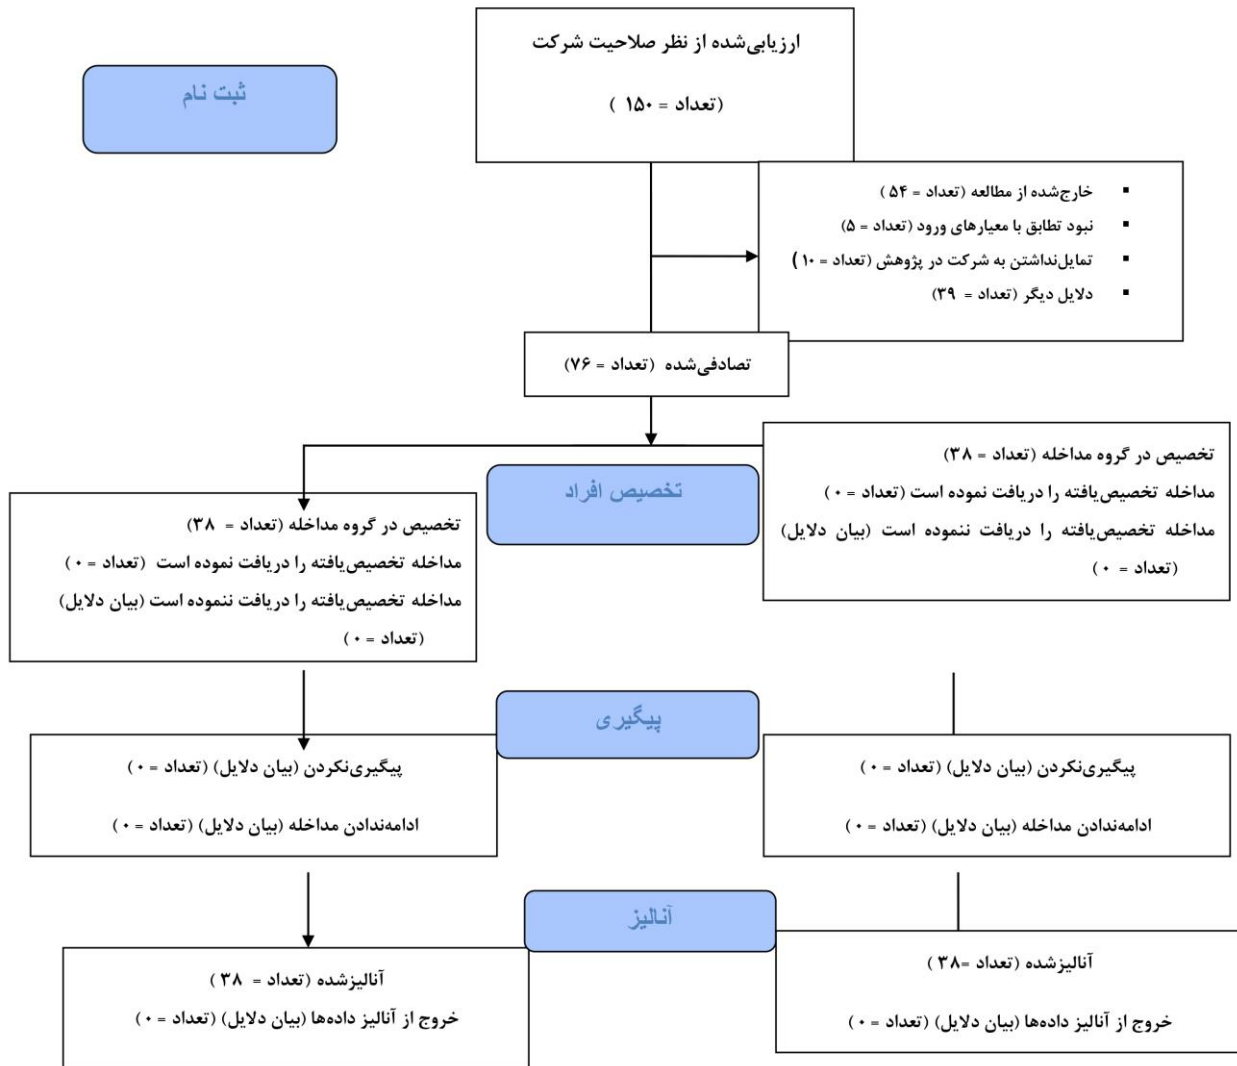 ارزیابی‌شده از نظر صلاحیت شرکت
(تعداد = ۱۵۰ )
ثبت نام
▪ خارج‌شده از مطالعه (تعداد = ۵۴ )
▪ نبود تطابق با معیارهای ورود (تعداد = ۵)
▪ تمایل‌نداشتن به شرکت در پژوهش (تعداد = ۱۰ )
▪ دلایل دیگر (تعداد = ۳۹)
تصادفی‌شده (تعداد = ۷۶)
تخصیص افراد
تخصیص در گروه مداخله (تعداد = ۳۸)
مداخله تخصیص‌یافته را دریافت نموده است (تعداد = ۰ )
مداخله تخصیص‌یافته را دریافت ننموده است (بیان دلایل)
(تعداد = ۰ )
تخصیص در گروه مداخله (تعداد = ۳۸)
مداخله تخصیص‌یافته را دریافت نموده است (تعداد = ۰ )
مداخله تخصیص‌یافته را دریافت ننموده است (بیان دلایل)
(تعداد = ۰ )
پیگیری
پیگیری‌نکردن (بیان دلایل) (تعداد = ۰ )
ادامه‌ندادن مداخله (بیان دلایل) (تعداد = ۰ )
پیگیری‌نکردن (بیان دلایل) (تعداد = ۰ )
ادامه‌ندادن مداخله (بیان دلایل) (تعداد = ۰ )
آنالیز
آنالیزشده (تعداد =۳۸ )
خروج از آنالیز داده‌ها (بیان دلایل) (تعداد = ۰ )
آنالیزشده (تعداد = ۳۸ )
خروج از آنالیز داده‌ها (بیان دلایل) (تعداد = ۰ )